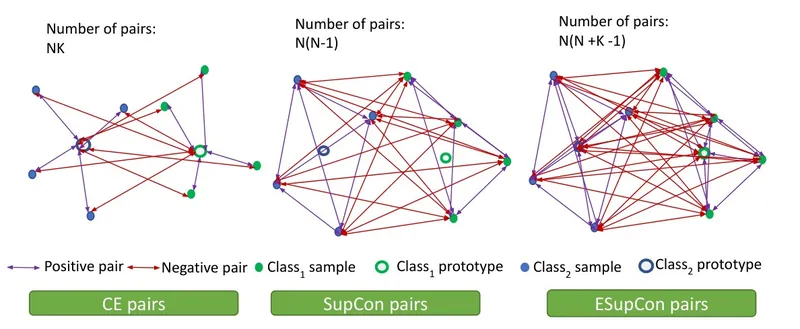 Number of pairs:
NK
Number of pairs:
N(N-1)
Number of pairs:
N(N +K -1)
Positive pair
Negative pair
Class1 sample
Class1 prototype
Class2 sample
Class2 prototype
CE pairs
SupCon pairs
ESupCon pairs